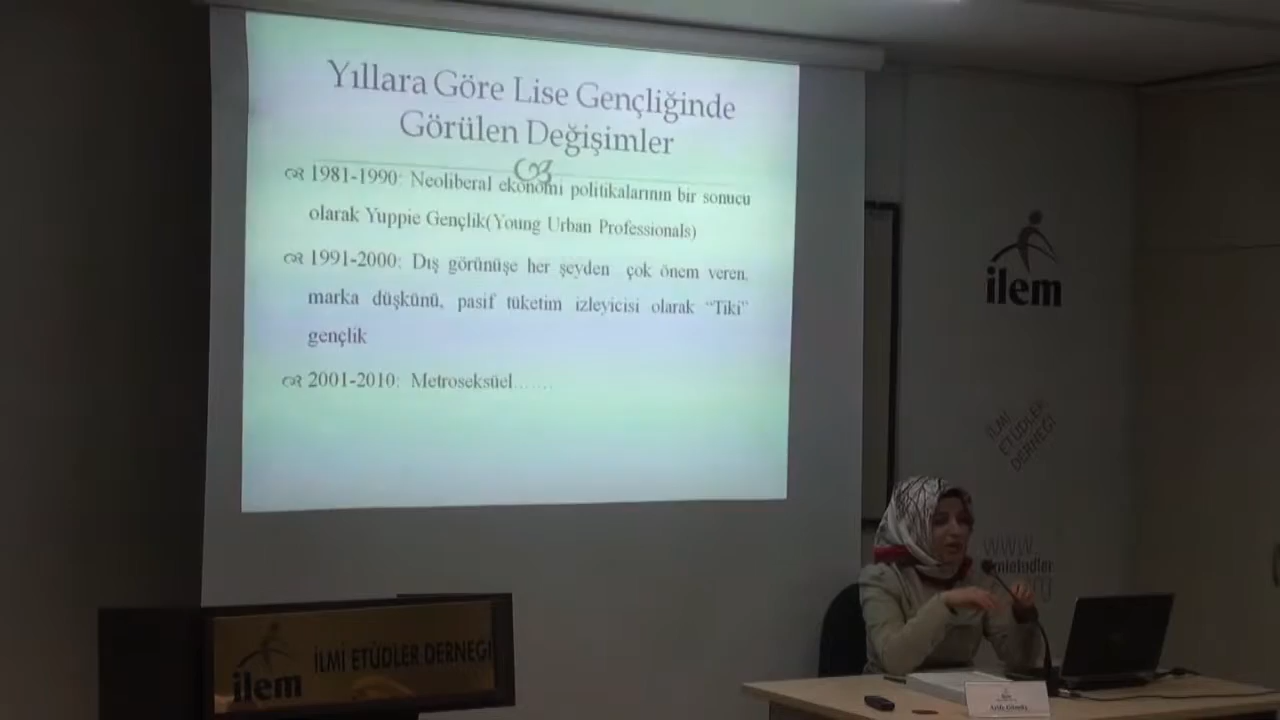 Yıllara Göre Lise Gençliğinde
Görülen Değişimler
1981-1990: Neoliberal ekonomi politikalarının bir sonucu
olarak Yuppie Gençlik(Young Urban Professionals)
1991-2000: Dış görünüşe her şeyden çok önem veren,
marka düşkünü, pasif tüketim izleyicisi olarak “Tiki”
gençlik
2001-2010: Metroseksüel.......
ilem
İLMİ
ETÜDLER
DERNEĞİ
www.
ilem
İLMİ ETÜDLER DERNEĞİ